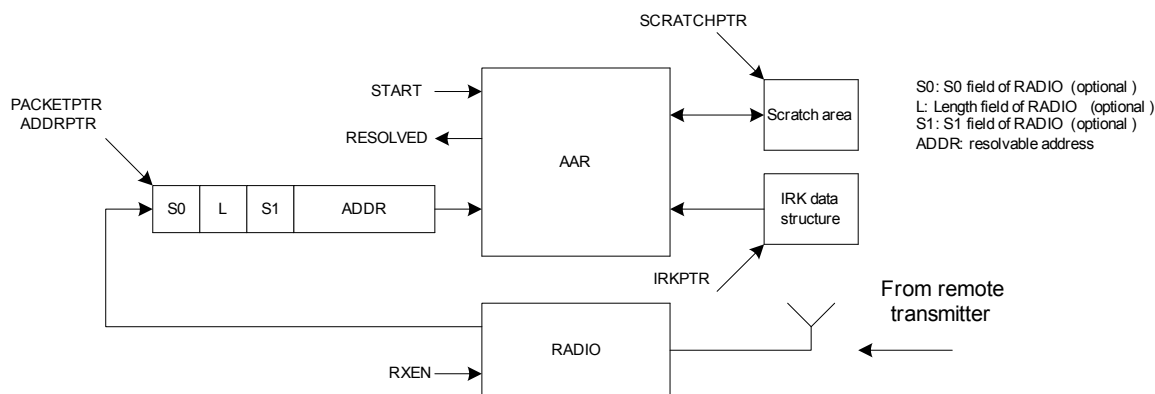 SCRATCHPTR
PACKETPTR
ADDRPTR
START
RESOLVED
AAR
Scratch area
S0: S0 field of RADIO (optional )
L: Length field of RADIO (optional )
S1: S1 field of RADIO (optional )
ADDR: resolvable address
S0 L S1 ADDR
IRK data
structure
IRKPTR
From remote
transmitter
RADIO
RXEN